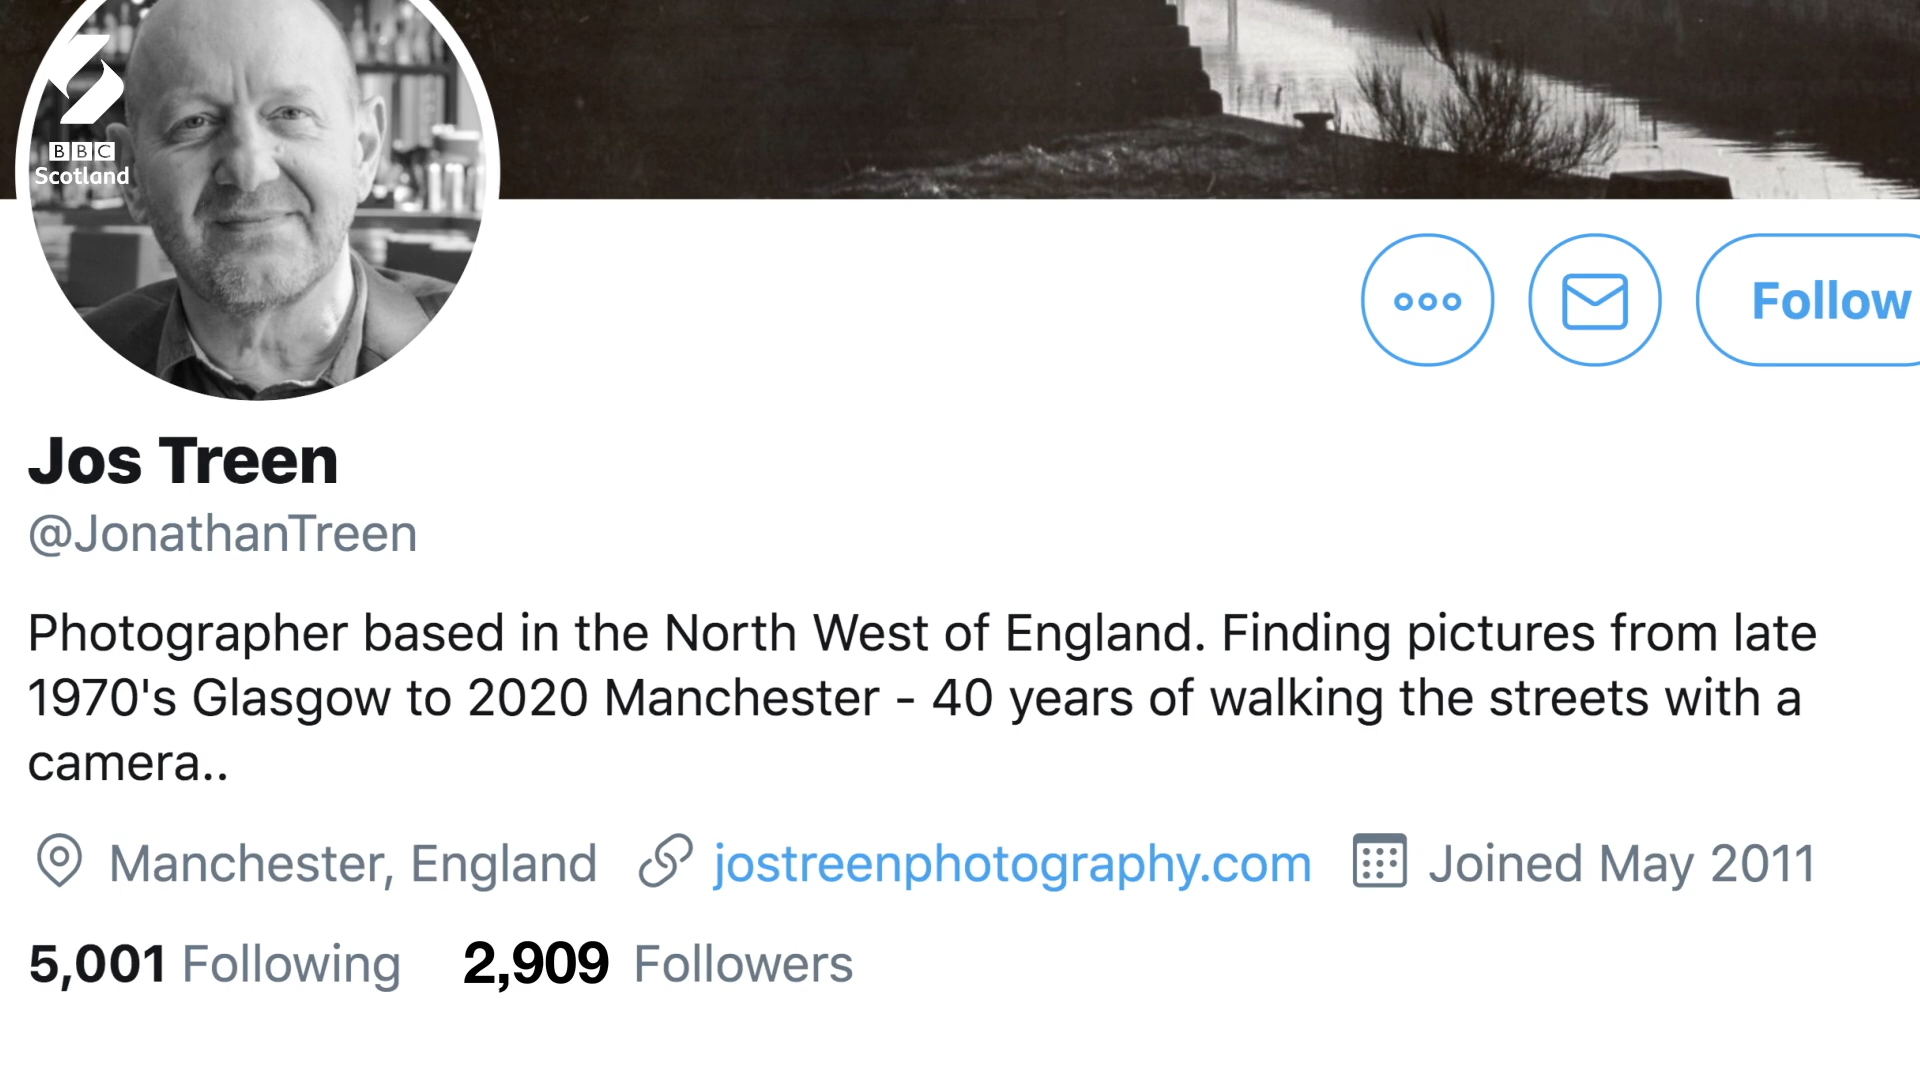 BBC
Scotland
Follow
Jos Treen
@JonathanTreen
Photographer based in the North West of England. Finding pictures from late
1970's Glasgow to 2020 Manchester - 40 years of walking the streets with a
camera..
Manchester, England jostreenphotography.com Joined May 2011
5,001 Following 2,909 Followers